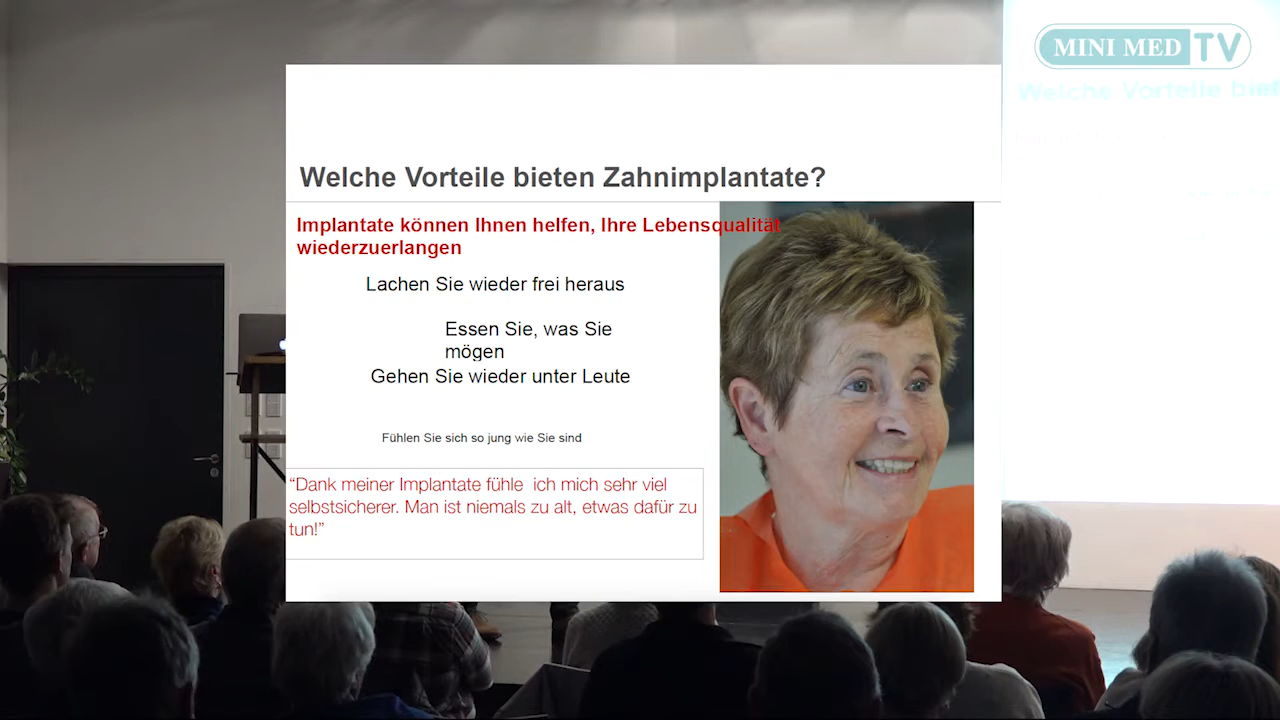 MINI MED TV
Welche Vorteile biet
Welche Vorteile bieten Zahnimplantate?
Implantate können Ihnen helfen, Ihre Lebensqualität
wiederzuerlangen
Lachen Sie wieder frei heraus
Essen Sie, was Sie
mögen
Gehen Sie wieder unter Leute
Fühlen Sie sich so jung wie Sie sind
“Dank meiner Implantate fühle ich mich sehr viel
selbstsicherer. Man ist niemals zu alt, etwas dafür zu
tun!”